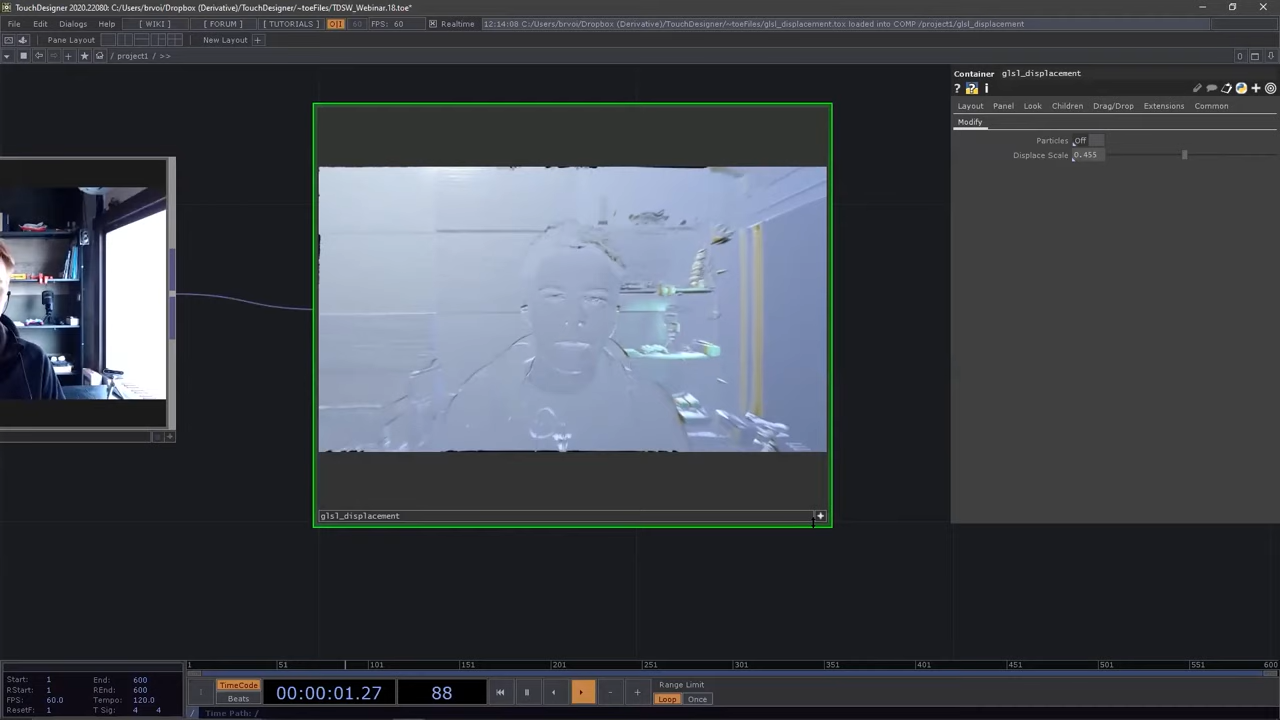 TouchDesigner 2020.22080: C:/Users/brvoi/Dropbox (Derivative)/TouchDesigner/~toeFiles/TDSW_Webinar.18.toe*
File Edit Dialogs Help [ WIKI ] [ FORUM ] [ TUTORIALS ] O|I 60 FPS: 60 Realtime 12:14:08 C:/Users/brvoi/Dropbox (Derivative)/TouchDesigner/~toeFiles/glsl_displacement.tox loaded into COMP /project1/glsl_displacement
Pane Layout New Layout +
/ project1 / >> 0
Container glsl_displacement
? ? i
Layout Panel Look Children Drag/Drop Extensions Common
Modify
Particles Off
Displace Scale 0.455
glsl_displacement
1 51 101 151 201 251 301 351 401 451 501 551 600
Start: 1 End: 600
RStart: 1 REnd: 600
FPS: 60.0 Tempo: 120.0
ResetF: 1 T Sig: 4 4
TimeCode
Beats
00:00:01.27 88
Range Limit
Loop Once
/ Time Path: /